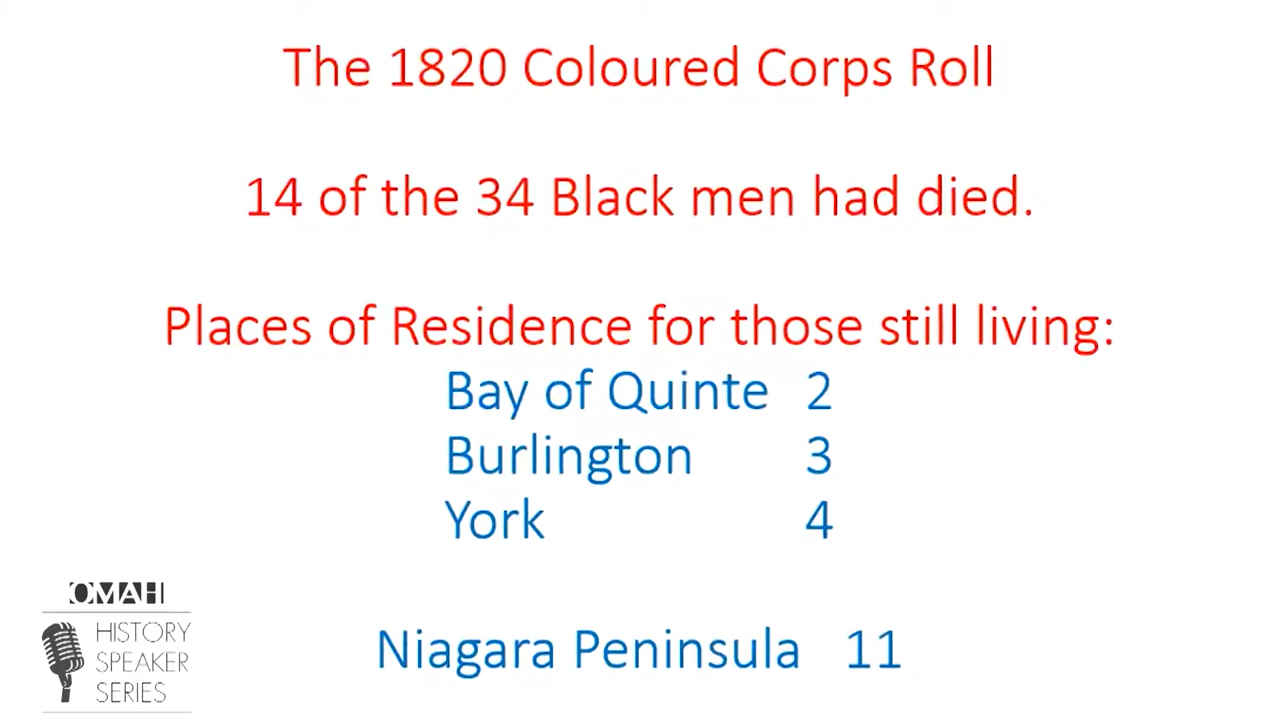 The 1820 Coloured Corps Roll
14 of the 34 Black men had died.
Places of Residence for those still living:
Bay of Quinte 2
Burlington 3
York 4
Niagara Peninsula 11
OMAH
HISTORY
SPEAKER
SERIES